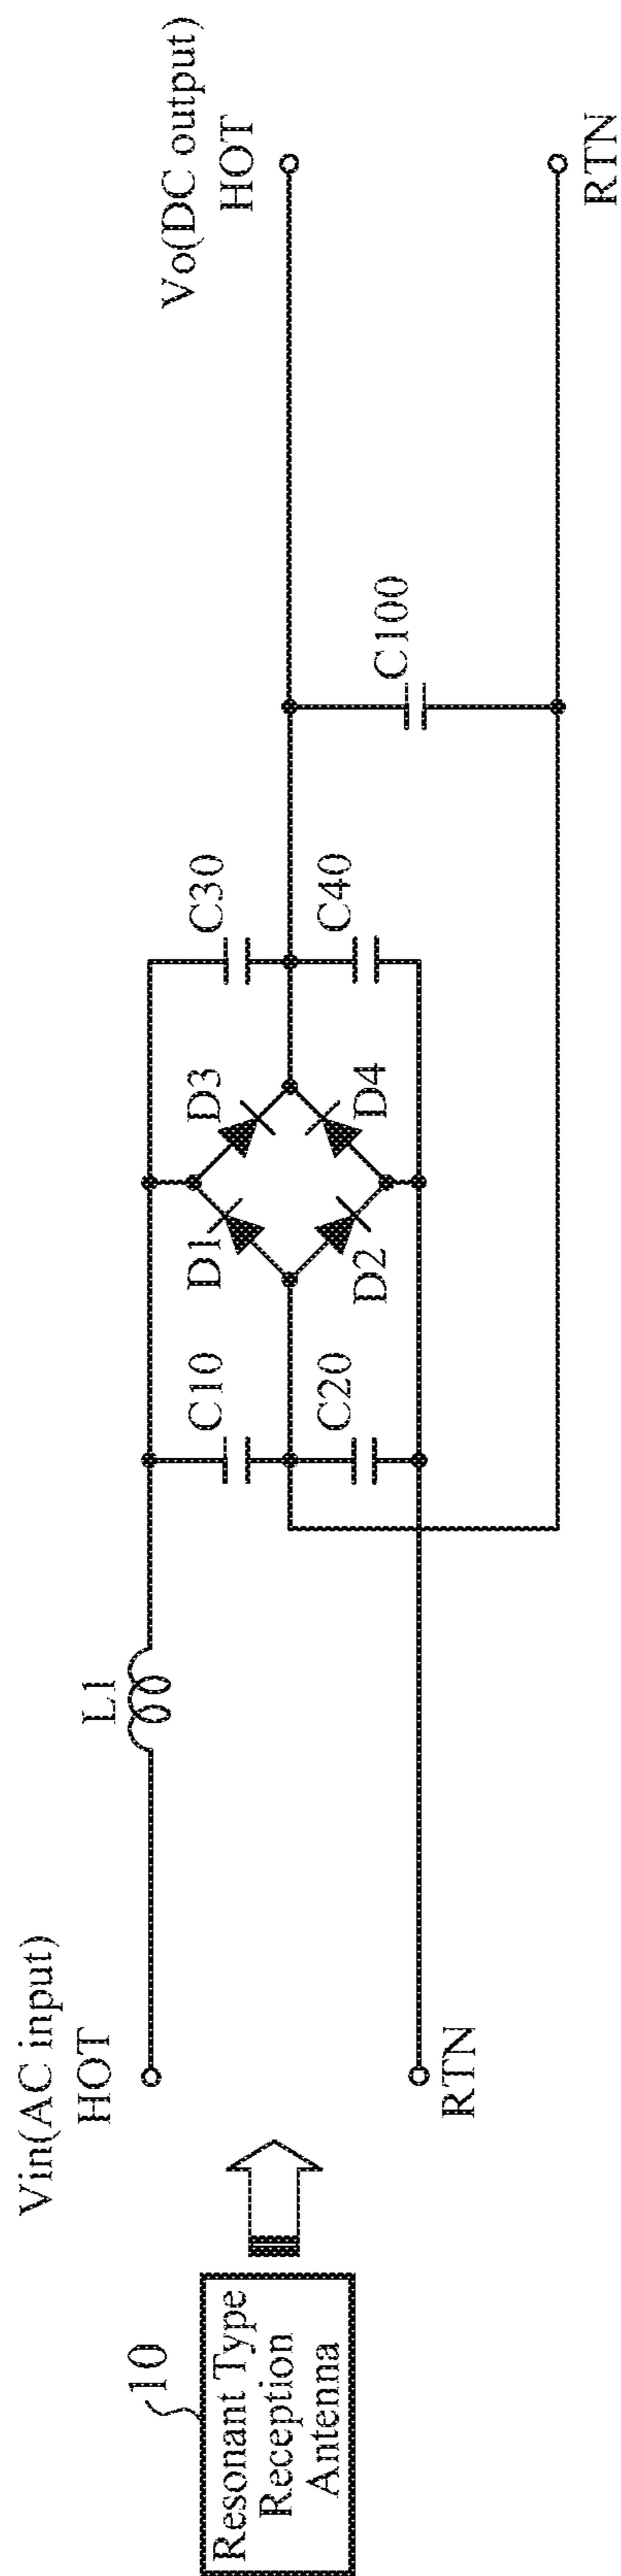 Vin(AC input)
HOT
Vo(DC output)
HOT
L1
C10
D1
D3
C30
C20
D2
D4
C40
C100
10
Resonant Type
Reception
Antenna
RTN
RTN